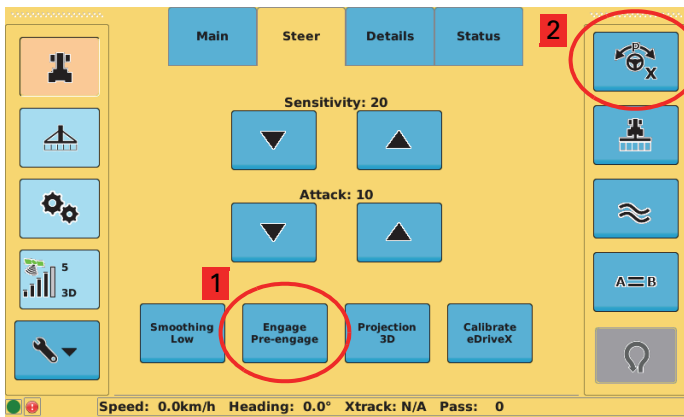 Main
Steer
Details
Status
2
P
X
Sensitivity: 20
Attack: 10
5
3D
1
A=B
Smoothing
Low
Engage
Pre-engage
Projection
3D
Calibrate
eDriveX
Speed: 0.0km/h Heading: 0.0° Xtrack: N/A Pass: 0